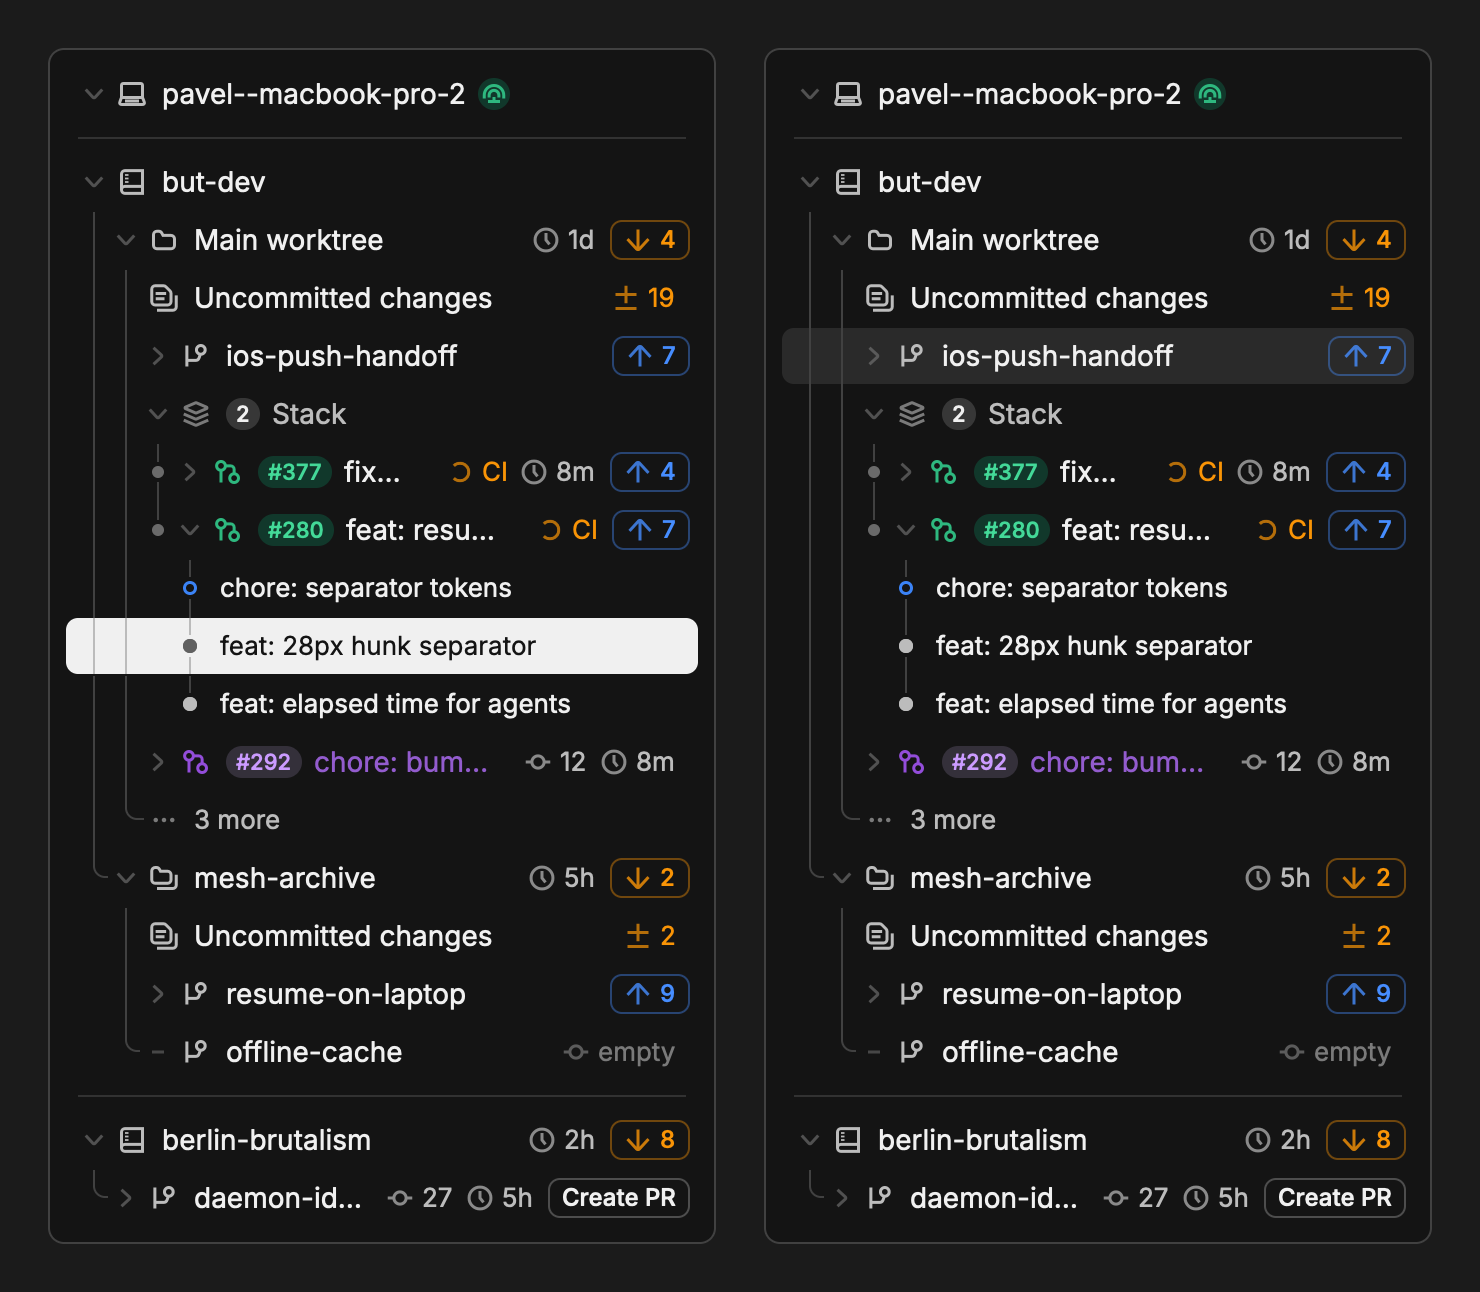 pavel--macbook-pro-2
but-dev
Main worktree 1d 4
Uncommitted changes ± 19
ios-push-handoff 7
2 Stack
#377 fix... CI 8m 4
#280 feat: resu... CI 7
chore: separator tokens
feat: 28px hunk separator
feat: elapsed time for agents
#292 chore: bum... 12 8m
3 more
mesh-archive 5h 2
Uncommitted changes ± 2
resume-on-laptop 9
offline-cache empty
berlin-brutalism 2h 8
daemon-id... 27 5h Create PR
pavel--macbook-pro-2
but-dev
Main worktree 1d 4
Uncommitted changes ± 19
ios-push-handoff 7
2 Stack
#377 fix... CI 8m 4
#280 feat: resu... CI 7
chore: separator tokens
feat: 28px hunk separator
feat: elapsed time for agents
#292 chore: bum... 12 8m
3 more
mesh-archive 5h 2
Uncommitted changes ± 2
resume-on-laptop 9
offline-cache empty
berlin-brutalism 2h 8
daemon-id... 27 5h Create PR